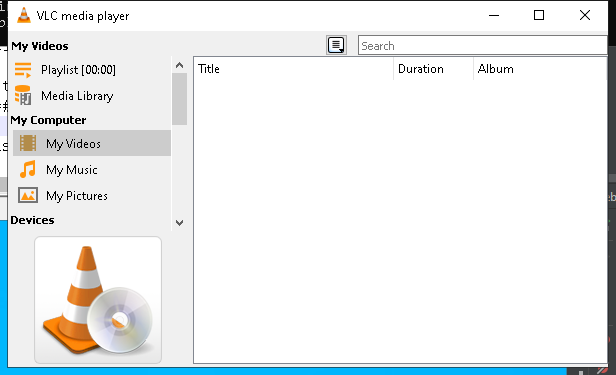 VLC media player
My Videos
Search
Playlist [00:00]
Media Library
My Computer
My Videos
My Music
My Pictures
Devices
Title Duration Album